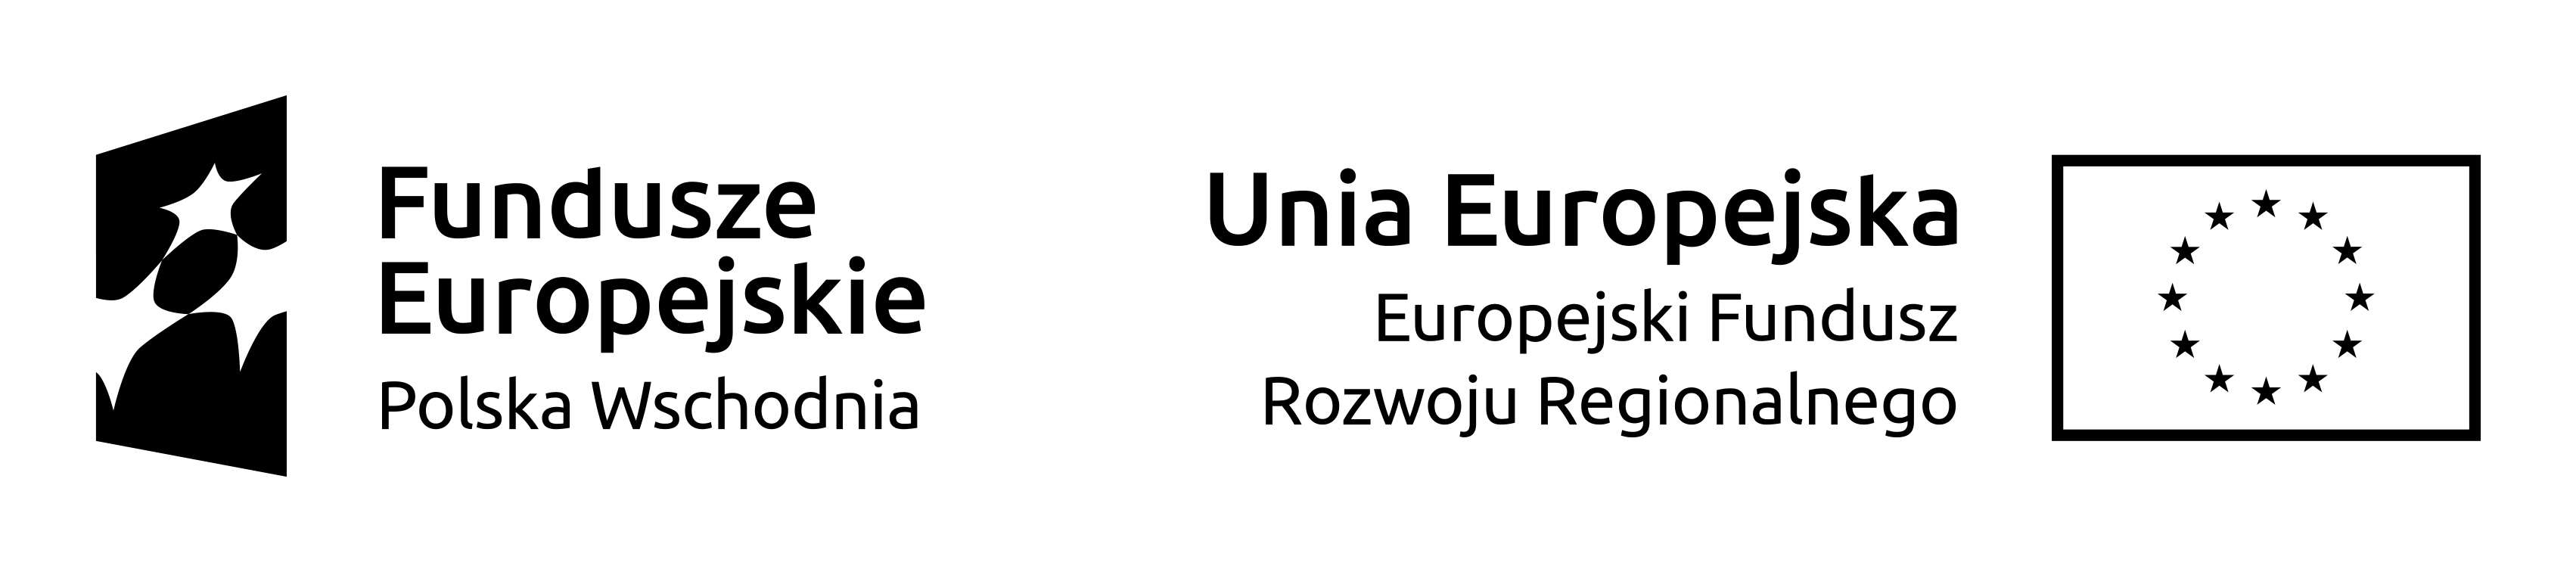 Fundusze
Europejskie
Polska Wschodnia
Unia Europejska
Europejski Fundusz
Rozwoju Regionalnego